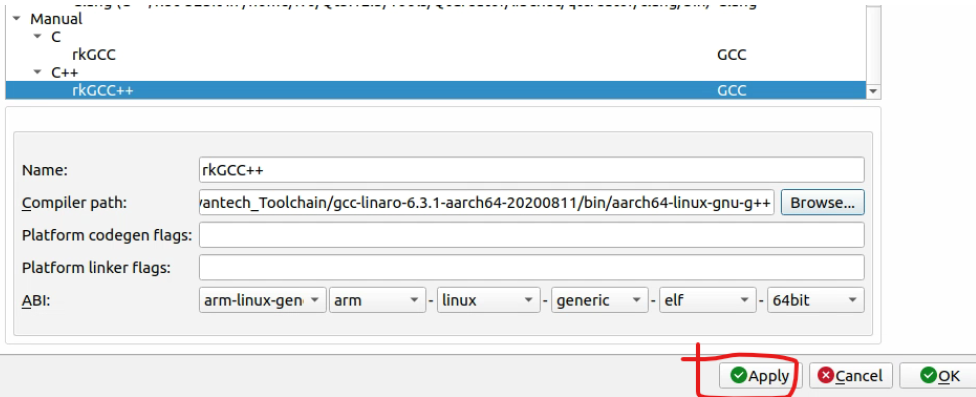 Manual
C
rkGCC GCC
C++
rkGCC++ GCC
Name: rkGCC++
Compiler path: vantech_Toolchain/gcc-linaro-6.3.1-aarch64-20200811/bin/aarch64-linux-gnu-g++ Browse...
Platform codegen flags:
Platform linker flags:
ABI: arm-linux-gen arm - linux - generic - elf - 64bit
Apply Cancel OK